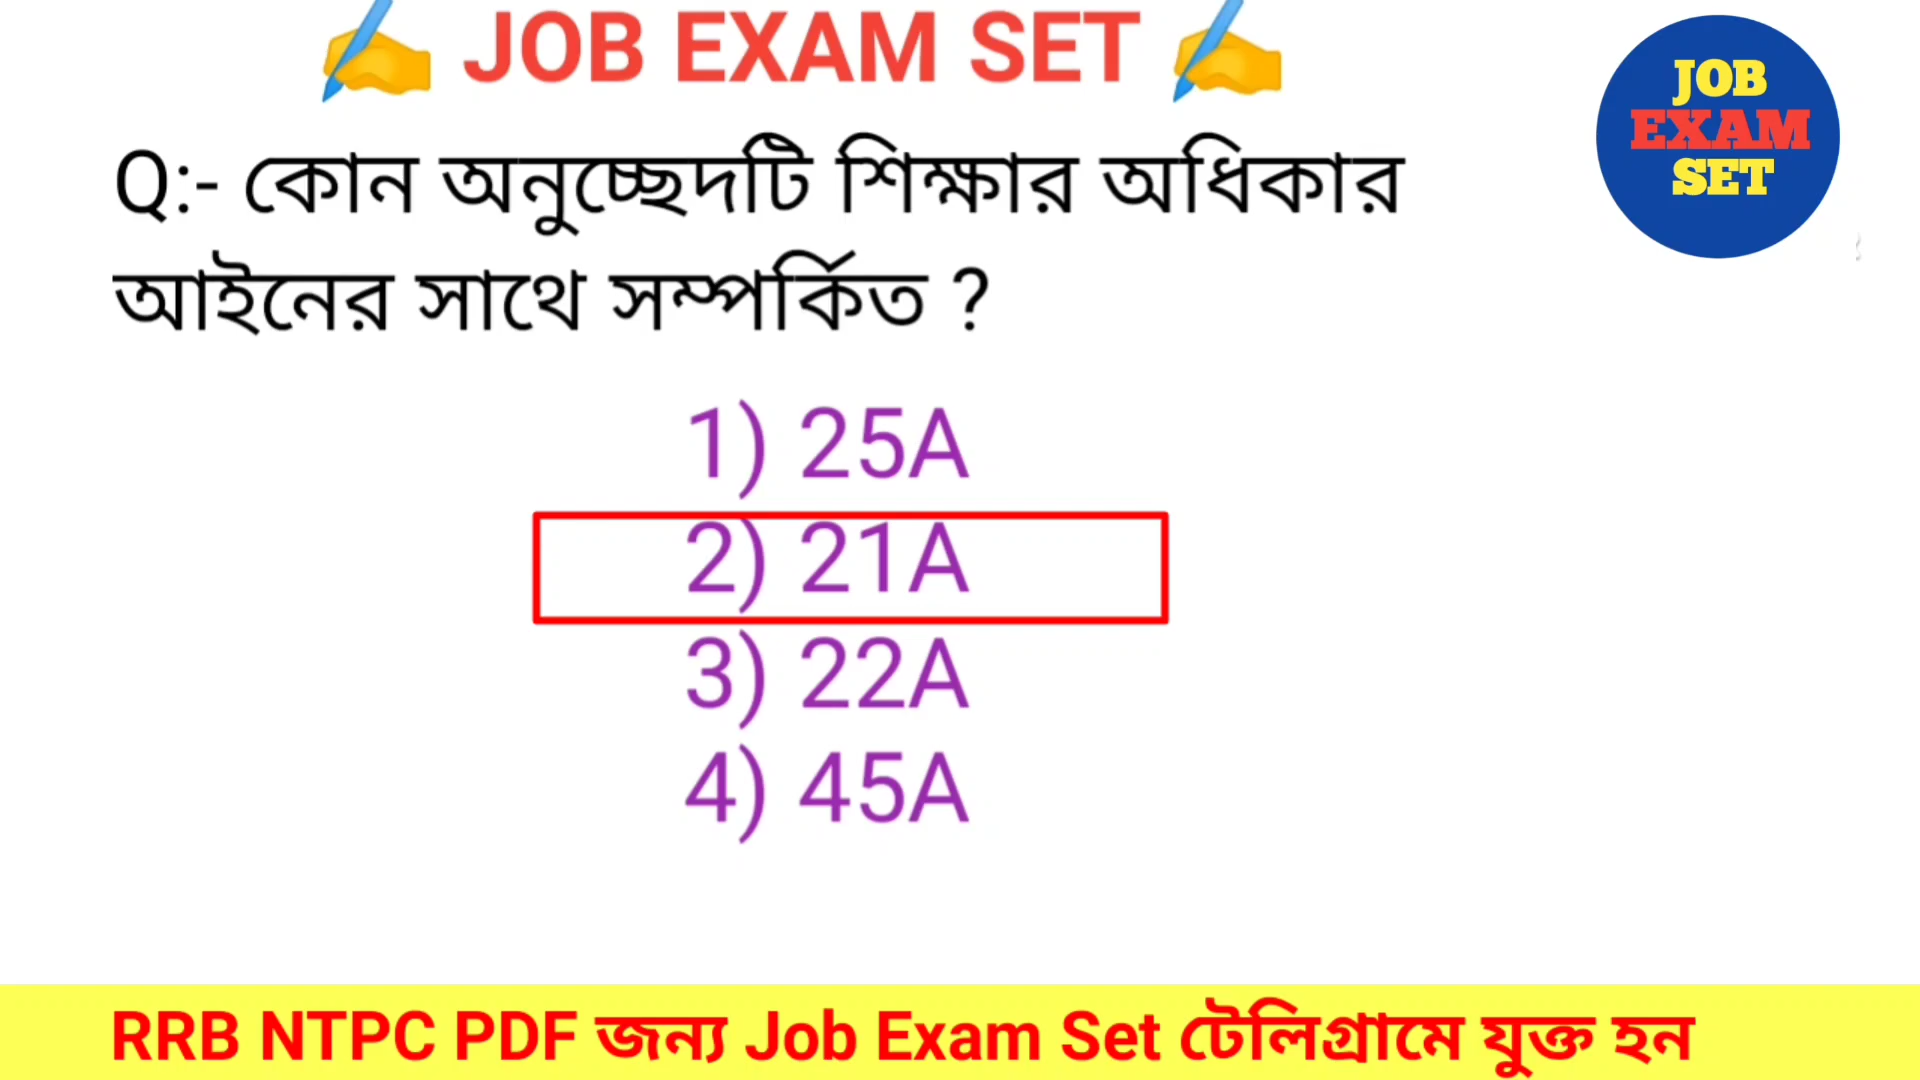 ✍ JOB EXAM SET ✍
JOB
EXAM
SET
Q:- কোন অনুচ্ছেদটি শিক্ষার অধিকার
আইনের সাথে সম্পর্কিত ?
1) 25A
2) 21A
3) 22A
4) 45A
RRB NTPC PDF জন্য Job Exam Set টেলিগ্রামে যুক্ত হন